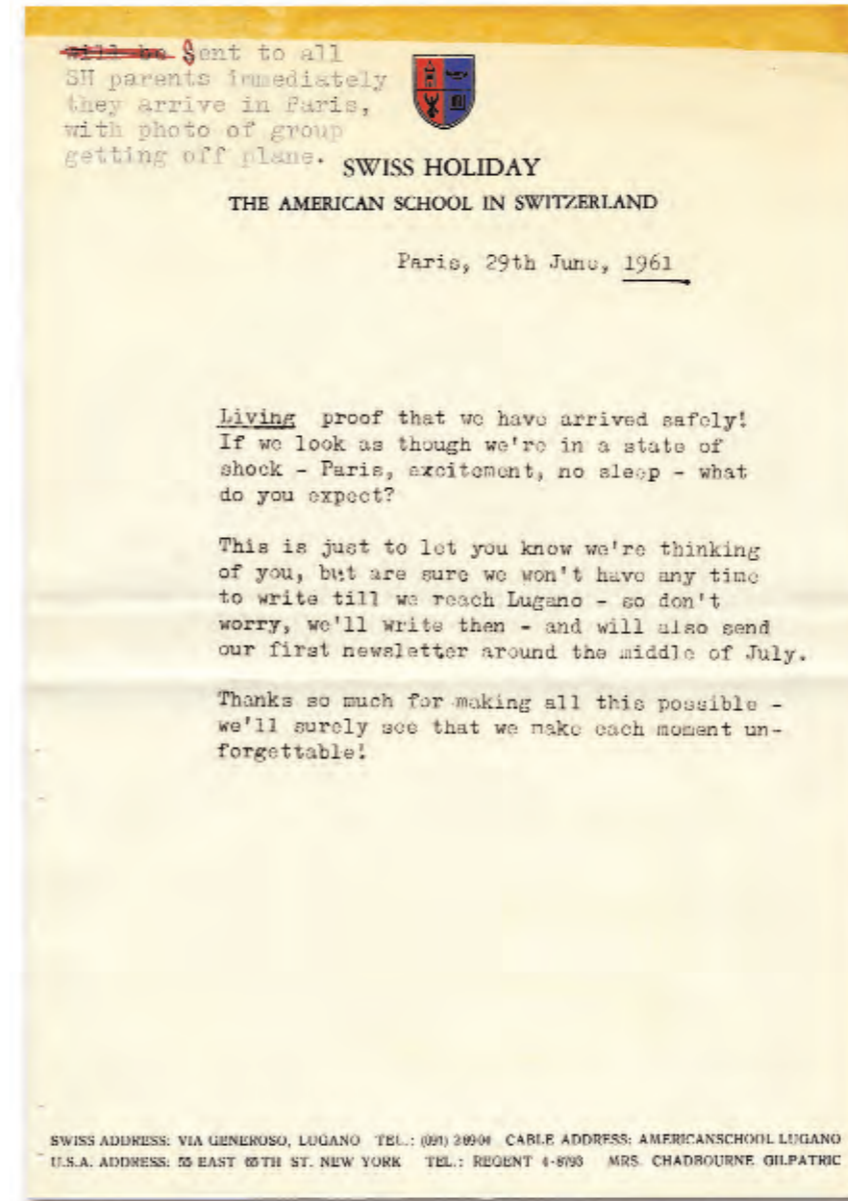 will be Sent to all
SH parents immediately
they arrive in Paris,
with photo of group
getting off plane.
SWISS HOLIDAY
THE AMERICAN SCHOOL IN SWITZERLAND
Paris, 29th June, 1961
Living proof that we have arrived safely!
If we look as though we're in a state of
shock - Paris, excitement, no sleep - what
do you expect?
This is just to let you know we're thinking
of you, but are sure we won't have any time
to write till we reach Lugano - so don't
worry, we'll write then - and will also send
our first newsletter around the middle of July.
Thanks so much for making all this possible -
we'll surely see that we make each moment un-
forgettable!
SWISS ADDRESS: VIA GENEROSO, LUGANO TEL.: (091) CABLE ADDRESS: AMERICANSCHOOL LUGANO
U.S.A. ADDRESS: 55 EAST 65TH ST. NEW YORK TEL.: REGENT 4-8793 MRS. CHADBOURNE GILPATRIC